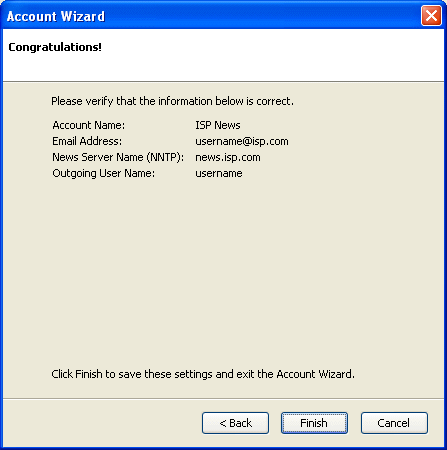 Account Wizard
Congratulations!
Please verify that the information below is correct.
Account Name: ISP News
Email Address: username@isp.com
News Server Name (NNTP): news.isp.com
Outgoing User Name: username
Click Finish to save these settings and exit the Account Wizard.
< Back Finish Cancel